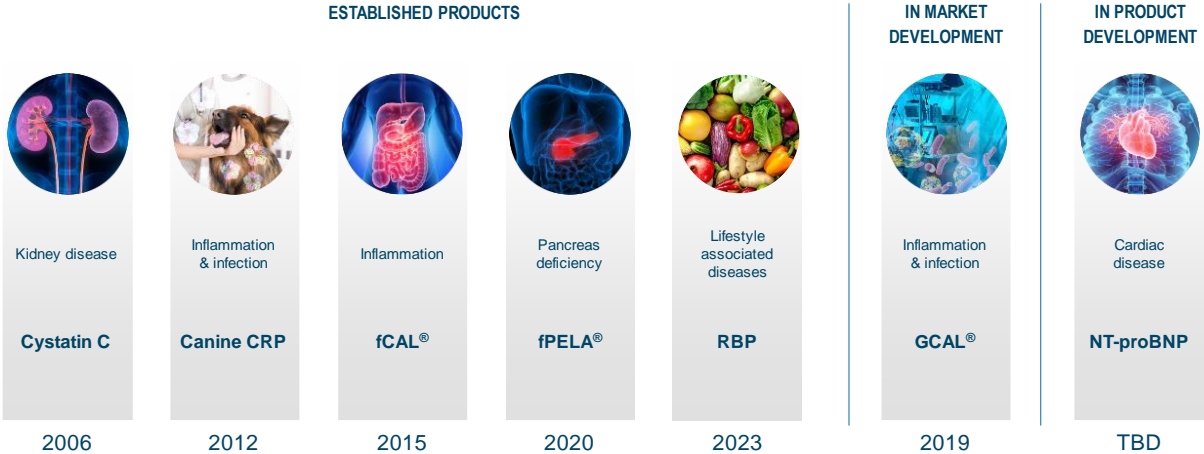 ESTABLISHED PRODUCTS
IN MARKET
DEVELOPMENT
IN PRODUCT
DEVELOPMENT
Kidney disease
Inflammation
& infection
Inflammation
Pancreas
deficiency
Lifestyle
associated
diseases
Inflammation
& infection
Cardiac
disease
Cystatin C
Canine CRP
fCAL®
fPELA®
RBP
GCAL®
NT-proBNP
2006
2012
2015
2020
2023
2019
TBD